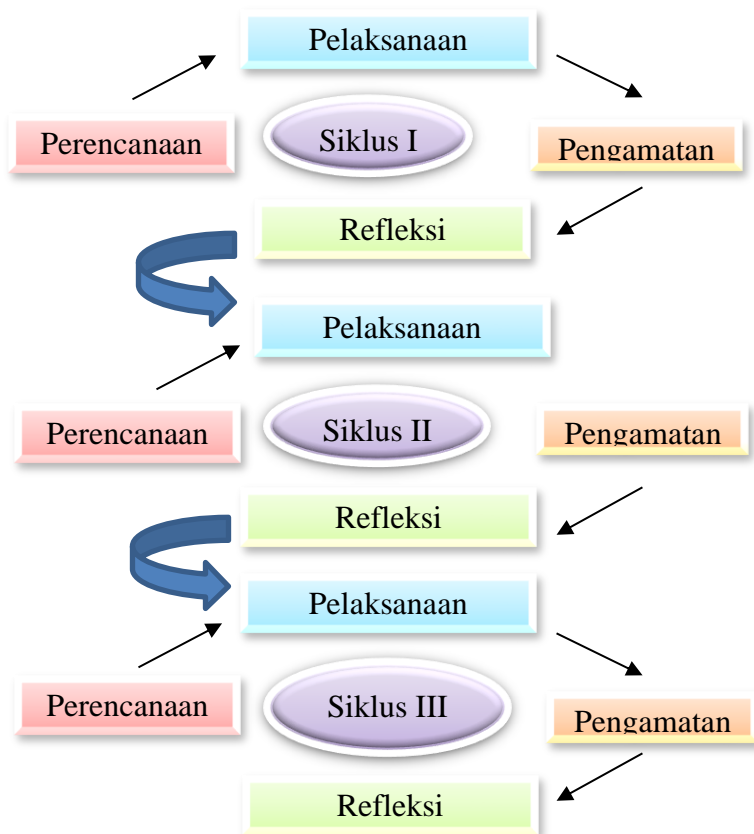 Pelaksanaan
Perencanaan
Siklus I
Pengamatan
Refleksi
Pelaksanaan
Perencanaan
Siklus II
Pengamatan
Refleksi
Pelaksanaan
Perencanaan
Siklus III
Pengamatan
Refleksi